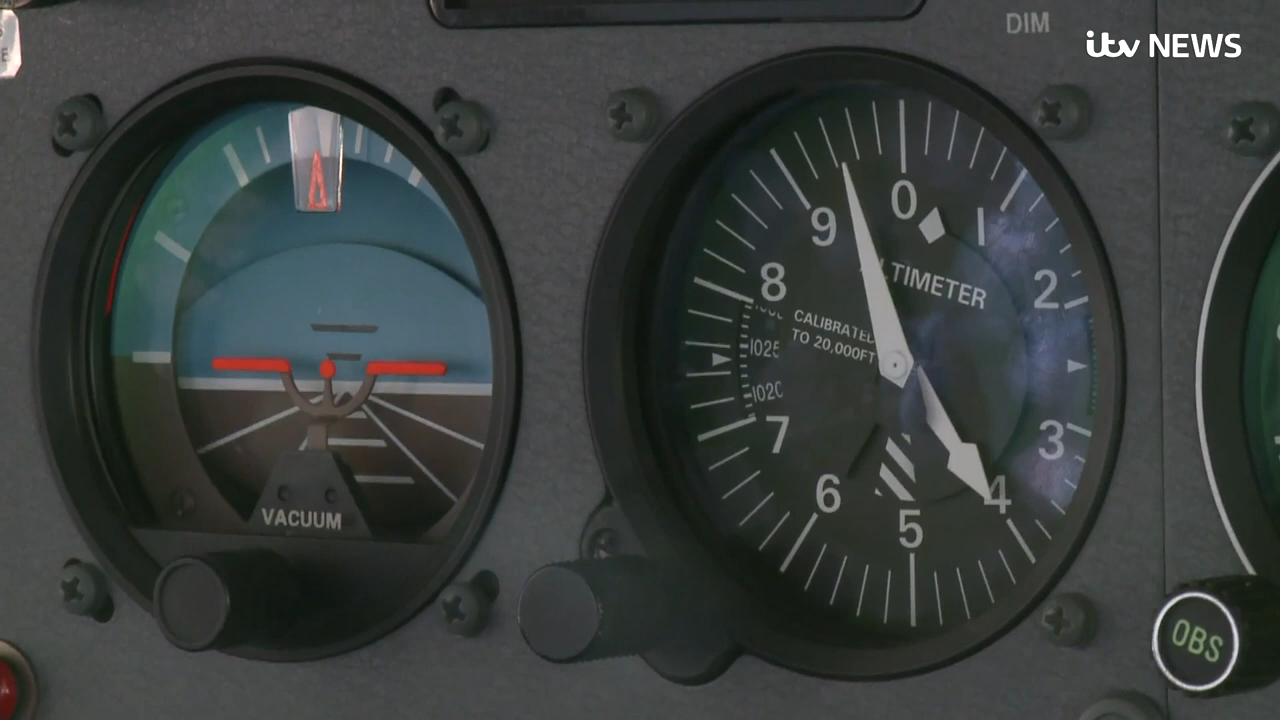 DIM
itv NEWS
0
1
2
3
4
5
6
7
8
9
ALTIMETER
CALIBRATED
TO 20,000FT
1025
1020
VACUUM
OBS